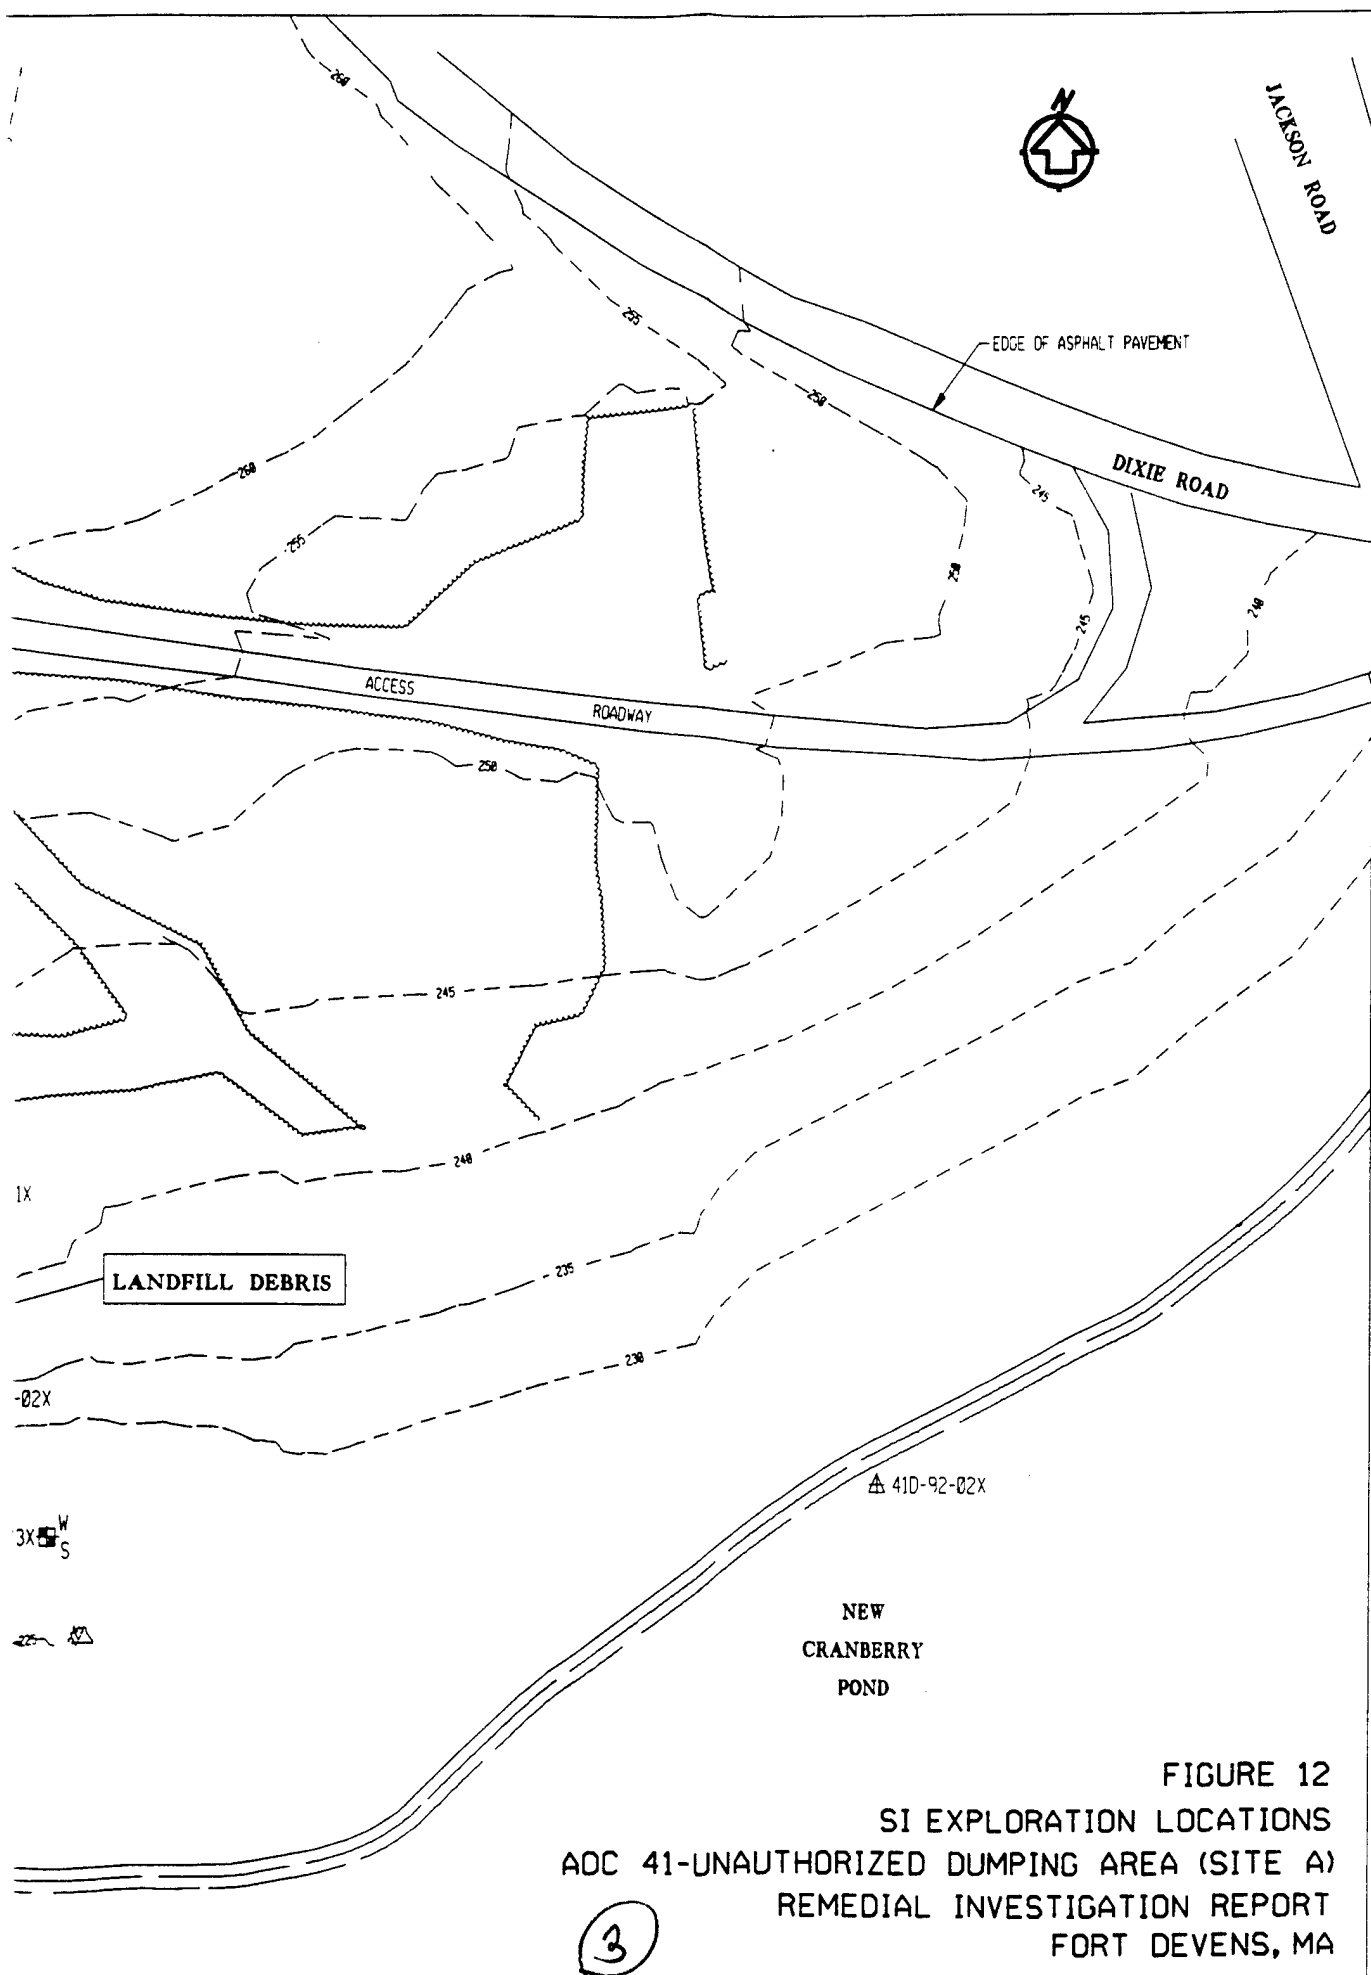 N
JACKSON ROAD
260
255
EDGE OF ASPHALT PAVEMENT
250
DIXIE ROAD
260
245
255
250
240
245
ACCESS
ROADWAY
250
245
240
1X
LANDFILL DEBRIS
235
230
-02X
41D-92-02X
3X
W
S
225
NEW
CRANBERRY
POND
FIGURE 12
SI EXPLORATION LOCATIONS
AOC 41-UNAUTHORIZED DUMPING AREA (SITE A)
REMEDIAL INVESTIGATION REPORT
FORT DEVENS, MA
3